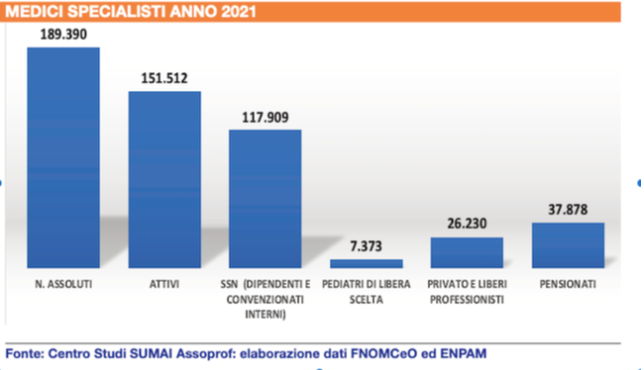 MEDICI SPECIALISTI ANNO 2021
189.390
151.512
117.909
7.373
26.230
37.878
N. ASSOLUTI
ATTIVI
SSN (DIPENDENTI E
CONVENZIONATI
INTERNI)
PEDIATRI DI LIBERA
SCELTA
PRIVATO E LIBERI
PROFESSIONISTI
PENSIONATI
Fonte: Centro Studi SUMAI Assoprof: elaborazione dati FNOMCeO ed ENPAM